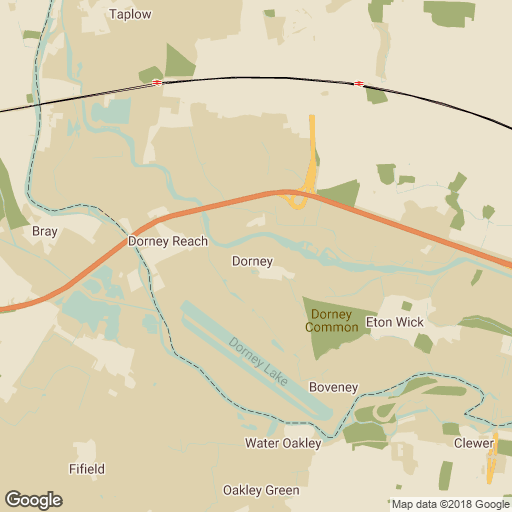 Taplow
Bray
Dorney Reach
Dorney
Dorney
Common
Eton Wick
Dorney Lake
Boveney
Water Oakley
Clewer
Fifield
Oakley Green
Google
Map data ©2018 Google